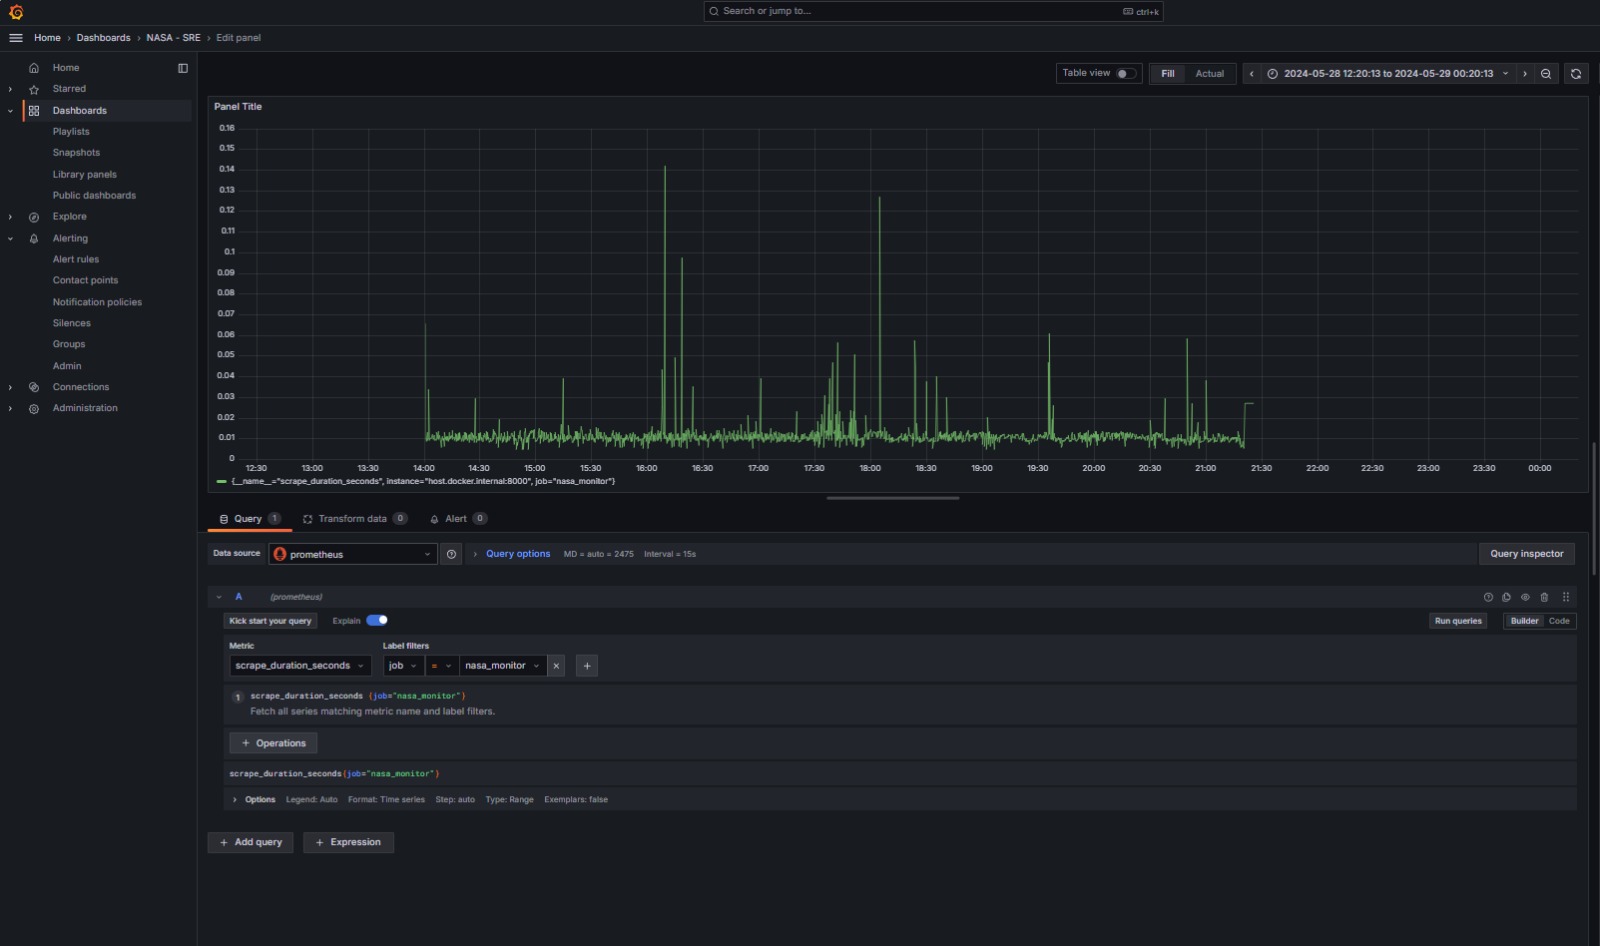 Search or jump to...
ctrl+k
Home › Dashboards › NASA - SRE › Edit panel
Home
Starred
Dashboards
Playlists
Snapshots
Library panels
Public dashboards
Explore
Alerting
Alert rules
Contact points
Notification policies
Silences
Groups
Admin
Connections
Administration
Table view
Fill Actual
2024-05-28 12:20:13 to 2024-05-29 00:20:13
Panel Title
0.16
0.15
0.14
0.13
0.12
0.11
0.1
0.09
0.08
0.07
0.06
0.05
0.04
0.03
0.02
0.01
0
12:30 13:00 13:30 14:00 14:30 15:00 15:30 16:00 16:30 17:00 17:30 18:00 18:30 19:00 19:30 20:00 20:30 21:00 21:30 22:00 22:30 23:00 23:30 00:00
{__name__="scrape_duration_seconds", instance="host.docker.internal:8000", job="nasa_monitor"}
Query 1 Transform data 0 Alert 0
Data source prometheus Query options MD = auto = 2475 Interval = 15s Query inspector
A (prometheus)
Kick start your query Explain Run queries Builder Code
Metric Label filters
scrape_duration_seconds job = nasa_monitor
1 scrape_duration_seconds {job="nasa_monitor"}
Fetch all series matching metric name and label filters.
+ Operations
scrape_duration_seconds{job="nasa_monitor"}
Options Legend: Auto Format: Time series Step: auto Type: Range Exemplars: false
+ Add query + Expression